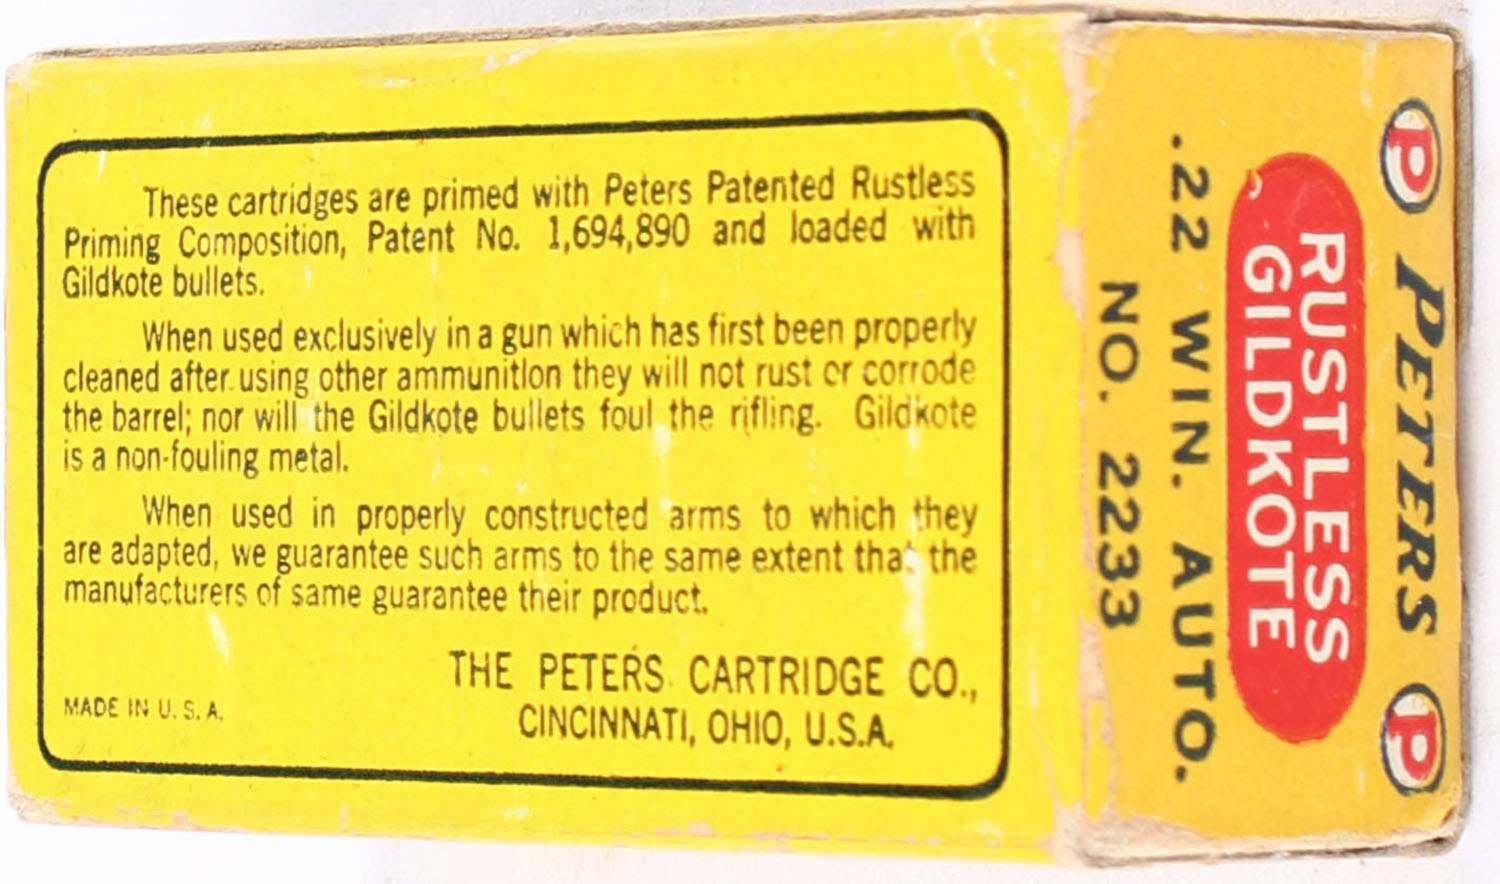 These cartridges are primed with Peters Patented Rustless
Priming Composition, Patent No. 1,694,890 and loaded with
Gildkote bullets.
When used exclusively in a gun which has first been properly
cleaned after using other ammunition they will not rust or corrode
the barrel; nor will the Gildkote bullets foul the rifling. Gildkote
is a non-fouling metal.
When used in properly constructed arms to which they
are adapted, we guarantee such arms to the same extent that the
manufacturers of same guarantee their product.
THE PETERS CARTRIDGE CO.,
CINCINNATI, OHIO, U.S.A.
MADE IN U. S. A.
P PETERS P
RUSTLESS
GILDKOTE
.22 WIN. AUTO.
NO. 2233